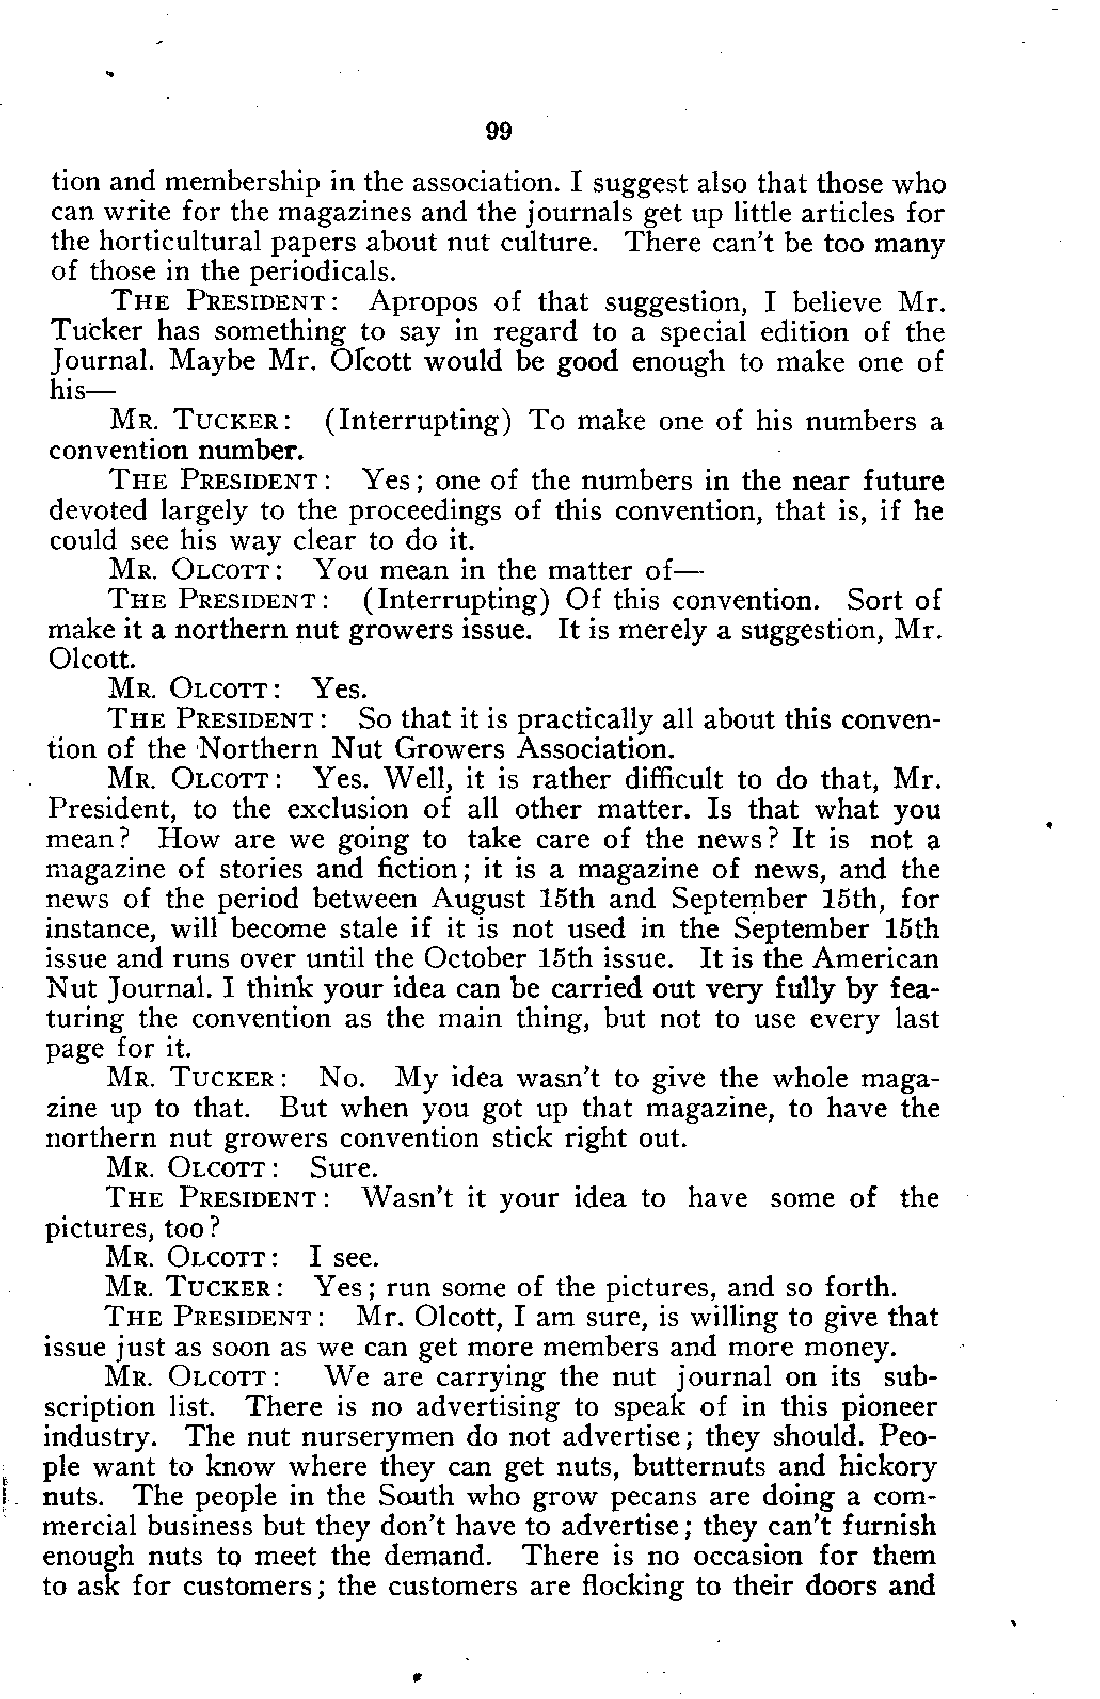 99
tion and membership in the association. I suggest also that those who
can write for the magazines and the journals get up little articles for
the horticultural papers about nut culture. There can't be too many
of those in the periodicals.
THE PRESIDENT: Apropos of that suggestion, I believe Mr.
Tucker has something to say in regard to a special edition of the
Journal. Maybe Mr. Olcott would be good enough to make one of
his—
MR. TUCKER: (Interrupting) To make one of his numbers a
convention number.
THE PRESIDENT: Yes; one of the numbers in the near future
devoted largely to the proceedings of this convention, that is, if he
could see his way clear to do it.
MR. OLCOTT: You mean in the matter of—
THE PRESIDENT: (Interrupting) Of this convention. Sort of
make it a northern nut growers issue. It is merely a suggestion, Mr.
Olcott.
MR. OLCOTT: Yes.
THE PRESIDENT: So that it is practically all about this conven-
tion of the Northern Nut Growers Association.
MR. OLCOTT: Yes. Well, it is rather difficult to do that, Mr.
President, to the exclusion of all other matter. Is that what you
mean? How are we going to take care of the news? It is not a
magazine of stories and fiction; it is a magazine of news, and the
news of the period between August 15th and September 15th, for
instance, will become stale if it is not used in the September 15th
issue and runs over until the October 15th issue. It is the American
Nut Journal. I think your idea can be carried out very fully by fea-
turing the convention as the main thing, but not to use every last
page for it.
MR. TUCKER: No. My idea wasn't to give the whole maga-
zine up to that. But when you got up that magazine, to have the
northern nut growers convention stick right out.
MR. OLCOTT: Sure.
THE PRESIDENT: Wasn't it your idea to have some of the
pictures, too?
MR. OLCOTT: I see.
MR. TUCKER: Yes; run some of the pictures, and so forth.
THE PRESIDENT: Mr. Olcott, I am sure, is willing to give that
issue just as soon as we can get more members and more money.
MR. OLCOTT: We are carrying the nut journal on its sub-
scription list. There is no advertising to speak of in this pioneer
industry. The nut nurserymen do not advertise; they should. Peo-
ple want to know where they can get nuts, butternuts and hickory
nuts. The people in the South who grow pecans are doing a com-
mercial business but they don't have to advertise; they can't furnish
enough nuts to meet the demand. There is no occasion for them
to ask for customers; the customers are flocking to their doors and